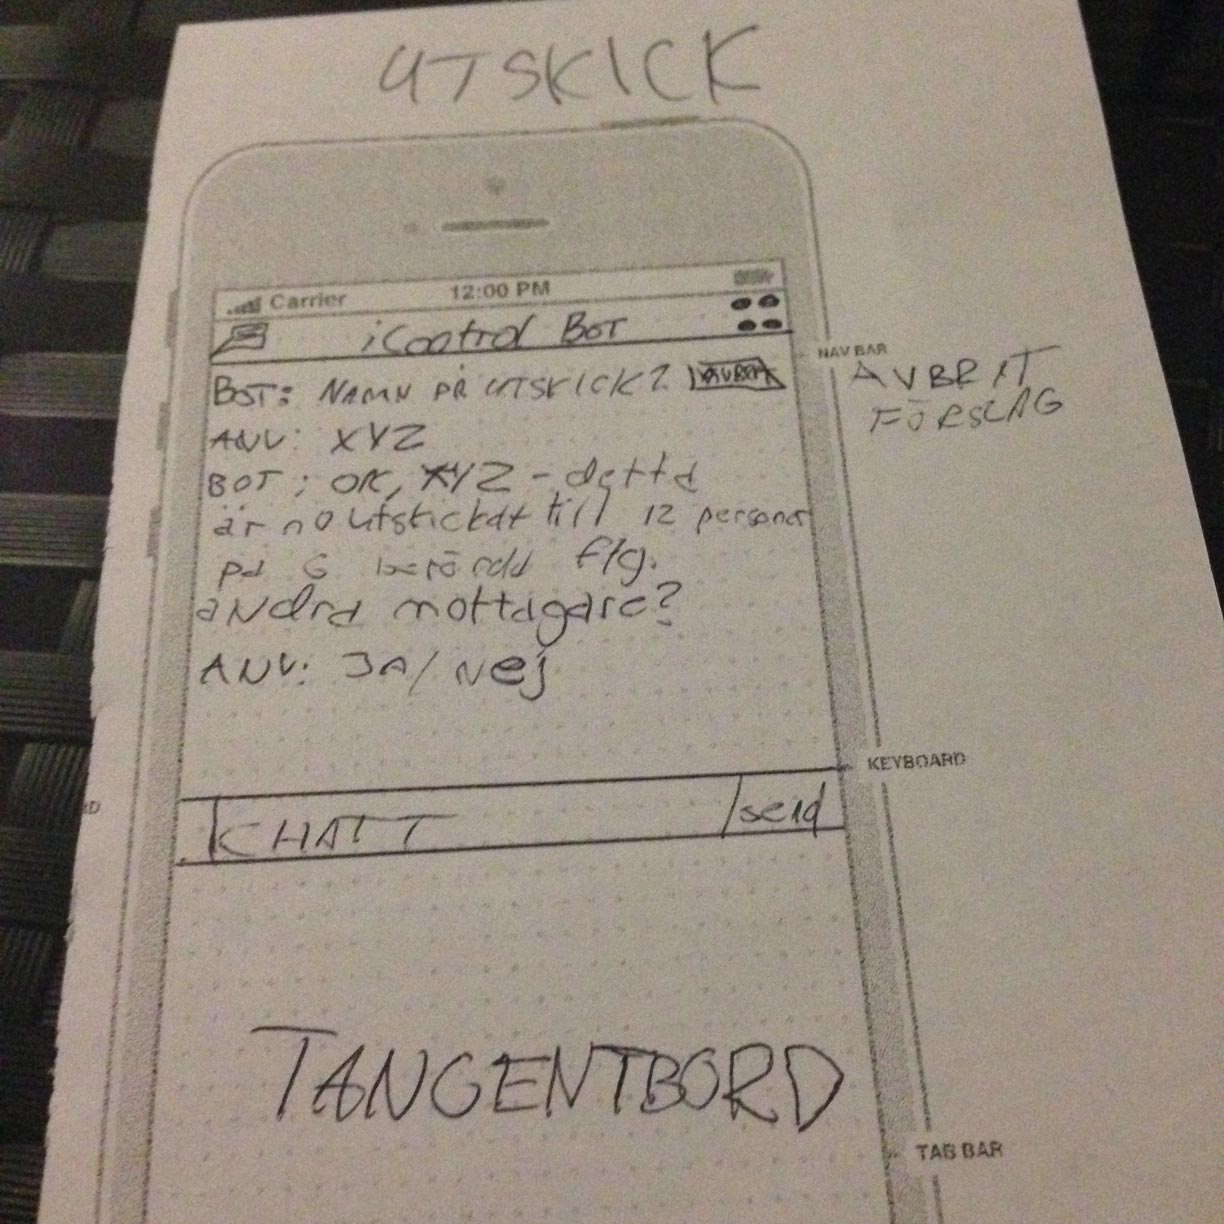 UTSKICK
Carrier 12:00 PM
iControl BOT
NAV BAR
BOT: NAMN PÅ UTSKICK? AVBRYT
AVBRYT
FÖRSLAG
ANV: XYZ
BOT: OK, XYZ - detta
är no utskickat till 12 personer
på 6 berörda ftg.
ändra mottagare?
ANV: JA/Nej
KEYBOARD
CHATT send
TANGENTBORD
TAB BAR